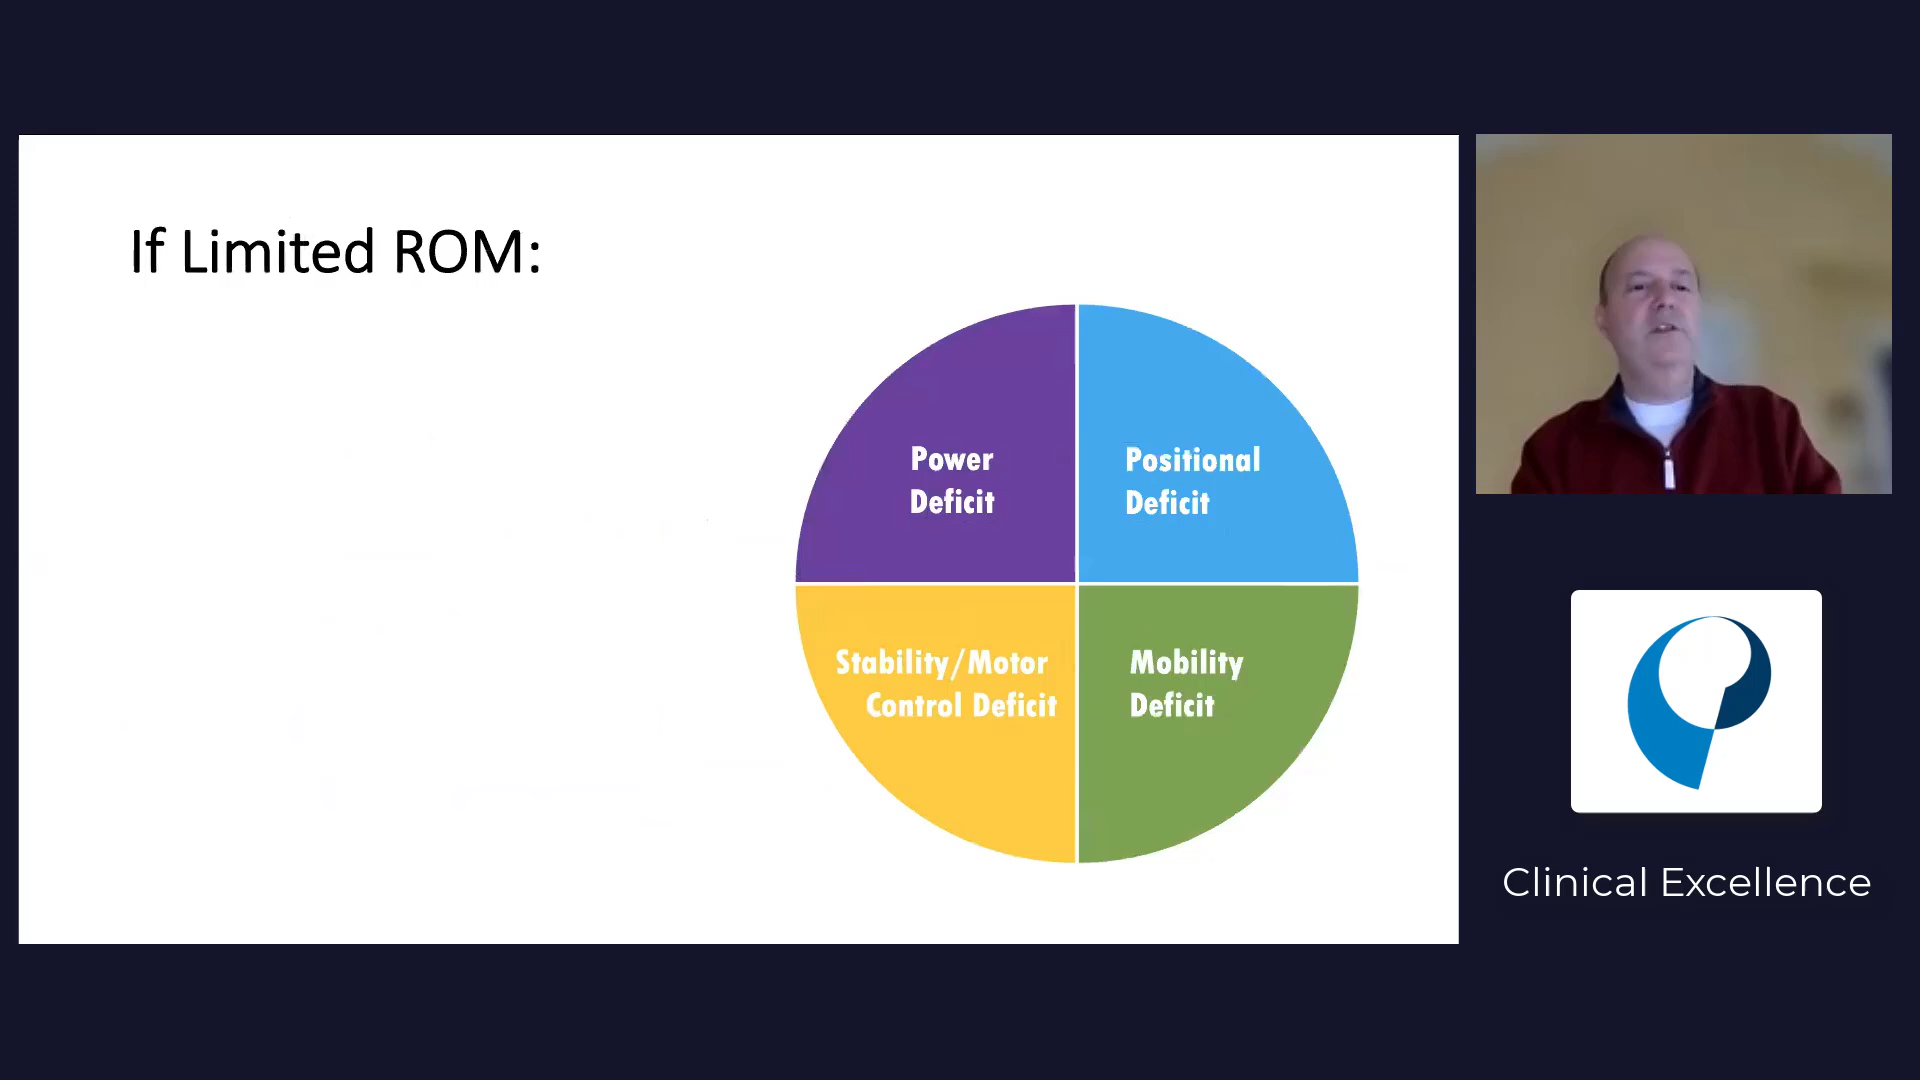 If Limited ROM:
Power
Deficit
Positional
Deficit
Stability/Motor
Control Deficit
Mobility
Deficit
Clinical Excellence